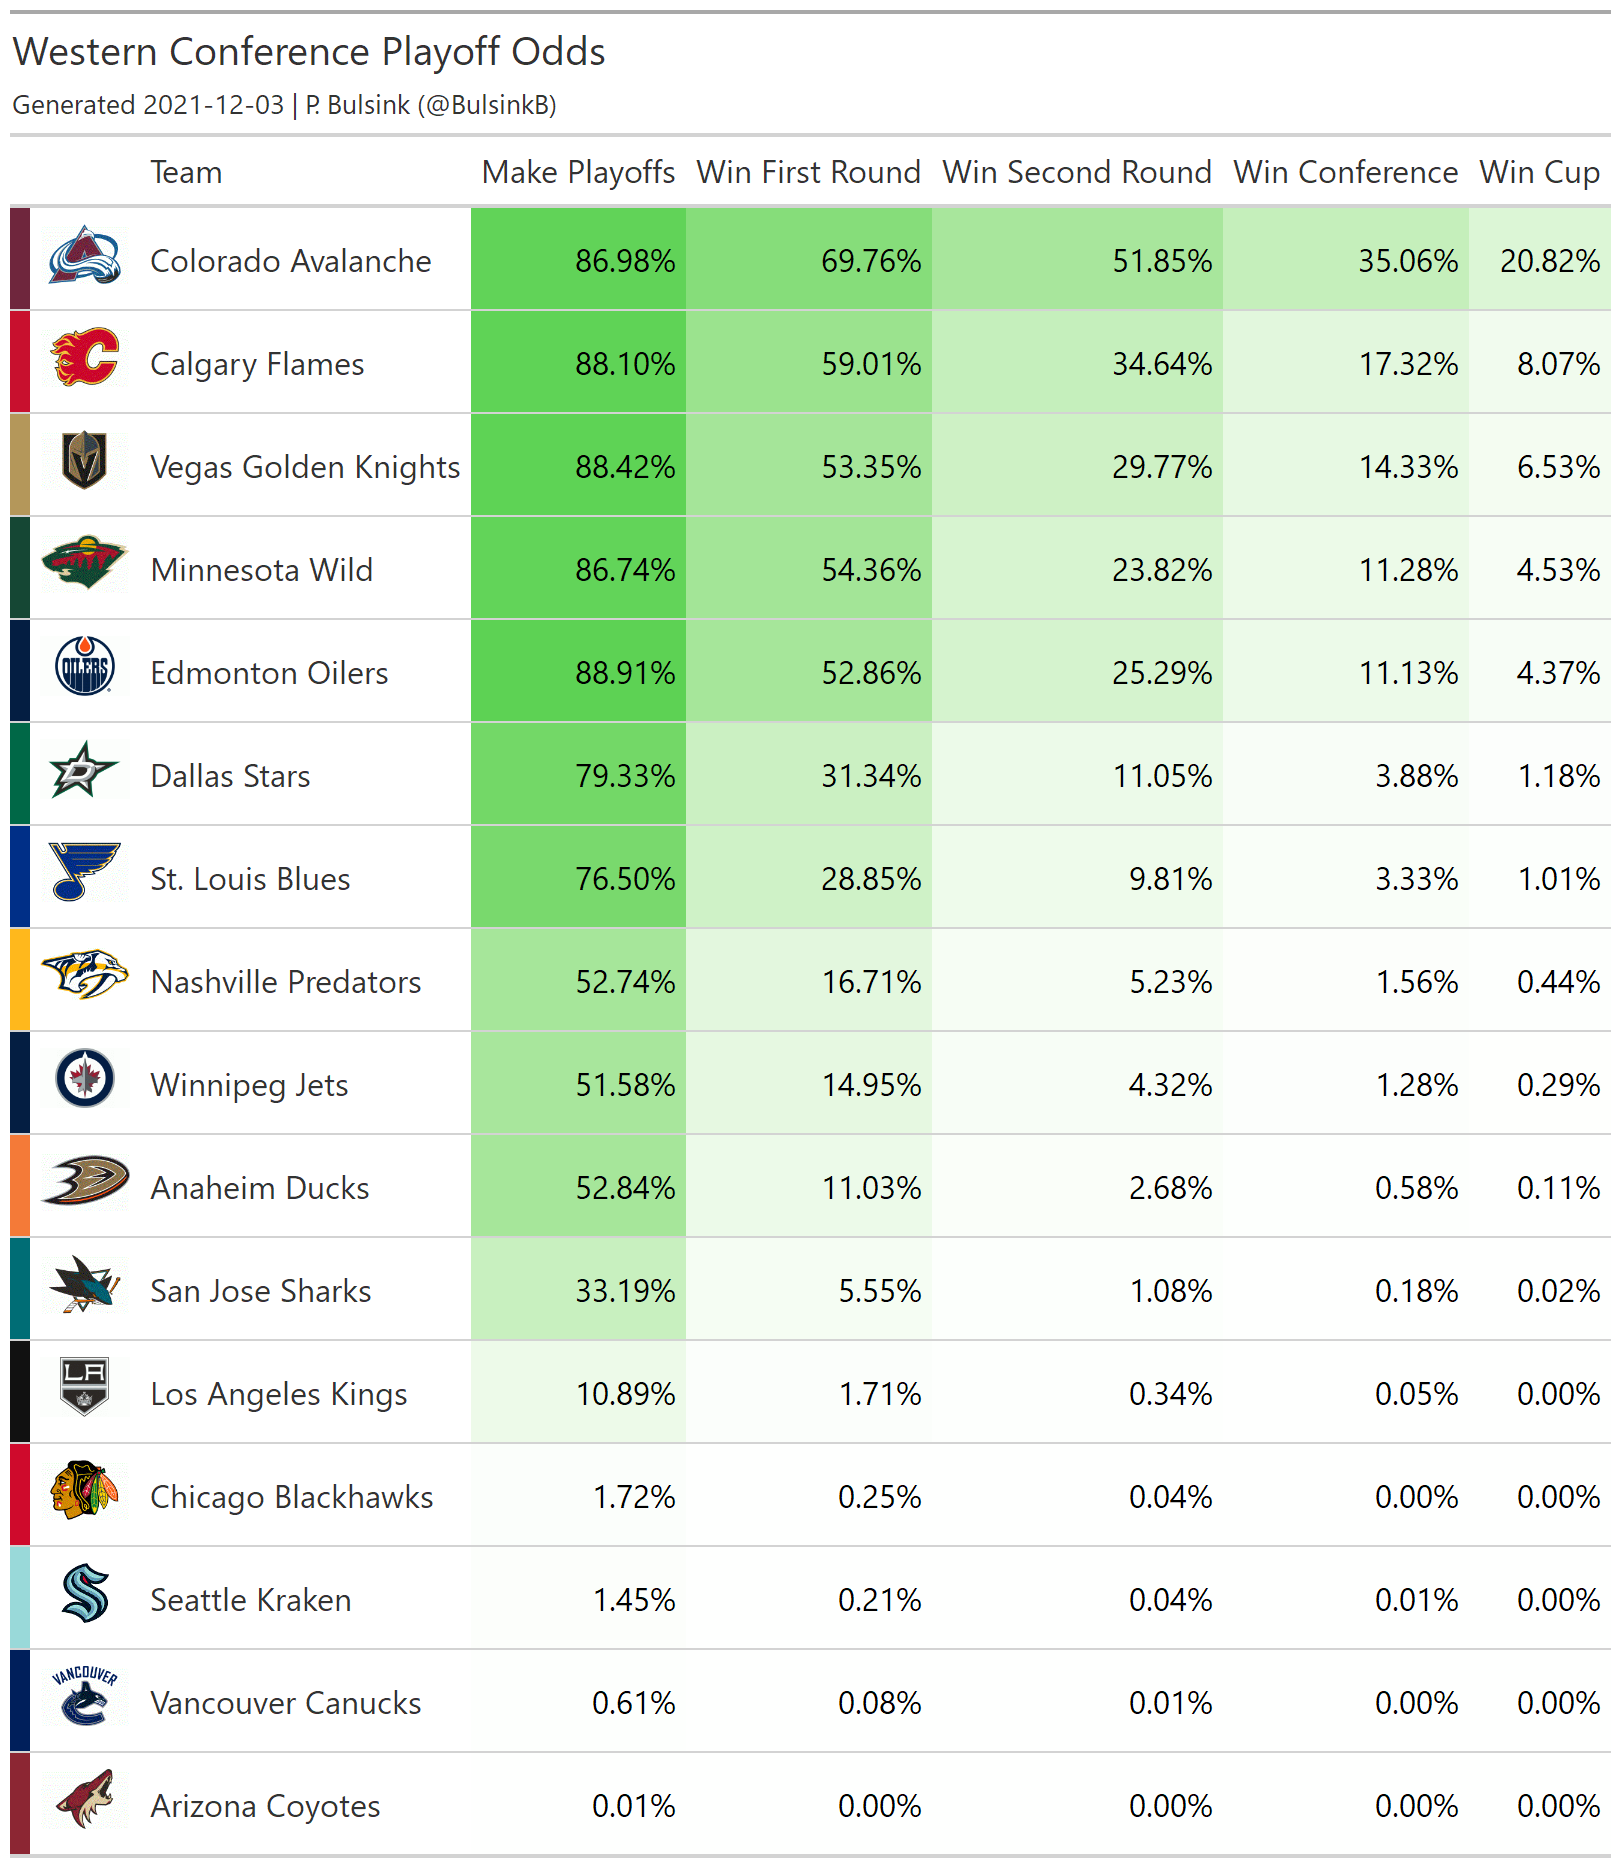 Western Conference Playoff Odds
Generated 2021-12-03 | P. Bulsink (@BulsinkB)
Team Make Playoffs Win First Round Win Second Round Win Conference Win Cup
Colorado Avalanche 86.98% 69.76% 51.85% 35.06% 20.82%
Calgary Flames 88.10% 59.01% 34.64% 17.32% 8.07%
Vegas Golden Knights 88.42% 53.35% 29.77% 14.33% 6.53%
Minnesota Wild 86.74% 54.36% 23.82% 11.28% 4.53%
OILERS Edmonton Oilers 88.91% 52.86% 25.29% 11.13% 4.37%
D Dallas Stars 79.33% 31.34% 11.05% 3.88% 1.18%
St. Louis Blues 76.50% 28.85% 9.81% 3.33% 1.01%
Nashville Predators 52.74% 16.71% 5.23% 1.56% 0.44%
Winnipeg Jets 51.58% 14.95% 4.32% 1.28% 0.29%
Anaheim Ducks 52.84% 11.03% 2.68% 0.58% 0.11%
San Jose Sharks 33.19% 5.55% 1.08% 0.18% 0.02%
LA Los Angeles Kings 10.89% 1.71% 0.34% 0.05% 0.00%
Chicago Blackhawks 1.72% 0.25% 0.04% 0.00% 0.00%
Seattle Kraken 1.45% 0.21% 0.04% 0.01% 0.00%
VANCOUVER Vancouver Canucks 0.61% 0.08% 0.01% 0.00% 0.00%
Arizona Coyotes 0.01% 0.00% 0.00% 0.00% 0.00%